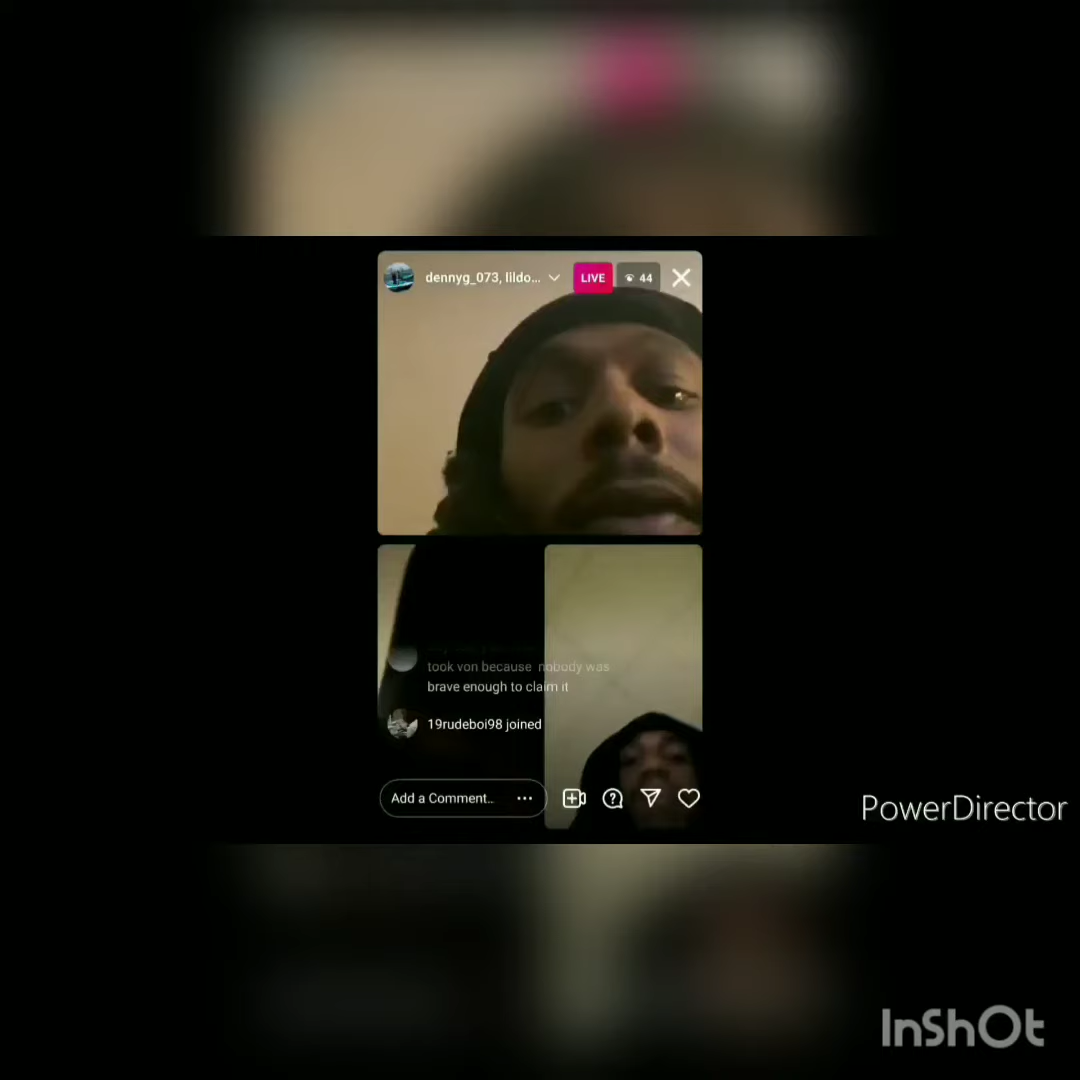 dennyg_073, lildo...
LIVE
44
took von because nobody was
brave enough to claim it
19rudeboi98 joined
Add a Comment..
PowerDirector
InShOt